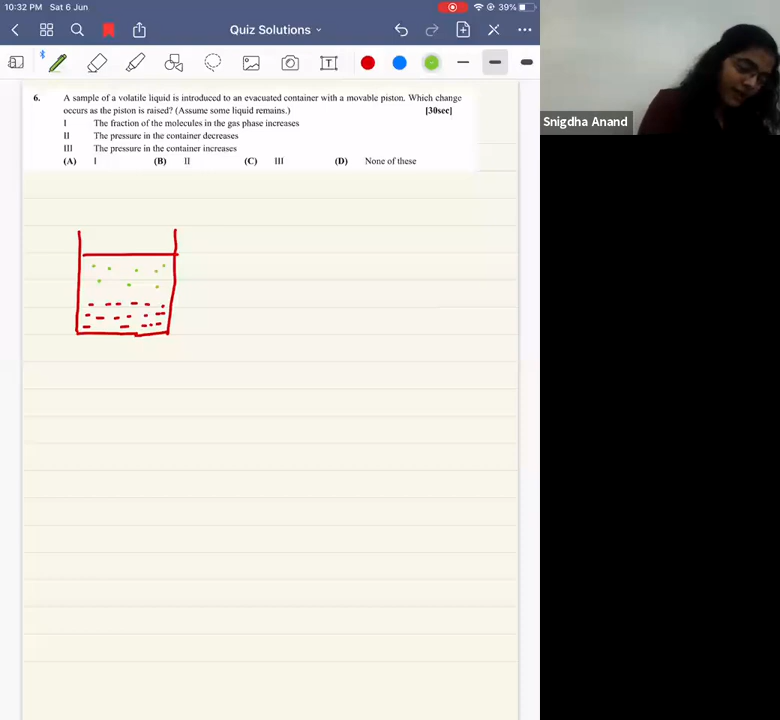 10:32 PM Sat 6 Jun
39%
Quiz Solutions
T
Snigdha Anand
6. A sample of a volatile liquid is introduced to an evacuated container with a movable piston. Which change
occurs as the piston is raised? (Assume some liquid remains.) [30sec]
I The fraction of the molecules in the gas phase increases
II The pressure in the container decreases
III The pressure in the container increases
(A) I (B) II (C) III (D) None of these